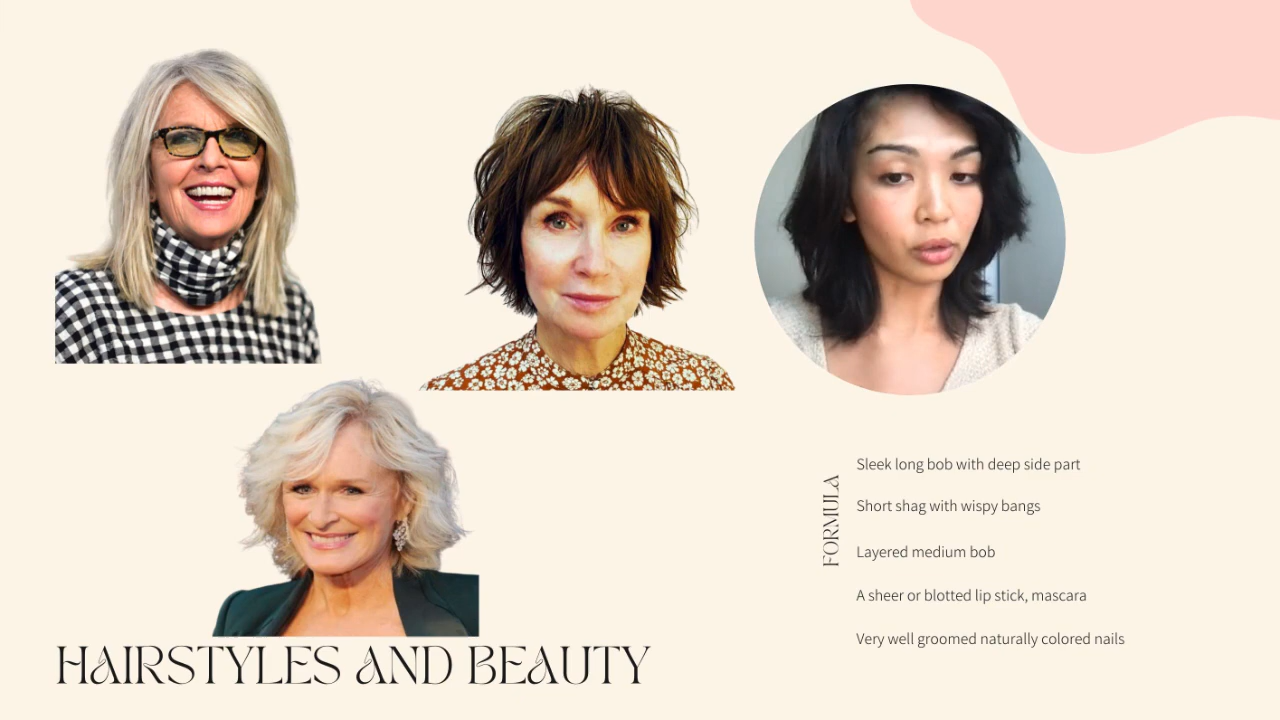 FORMULA
Sleek long bob with deep side part
Short shag with wispy bangs
Layered medium bob
A sheer or blotted lip stick, mascara
Very well groomed naturally colored nails
HAIRSTYLES AND BEAUTY